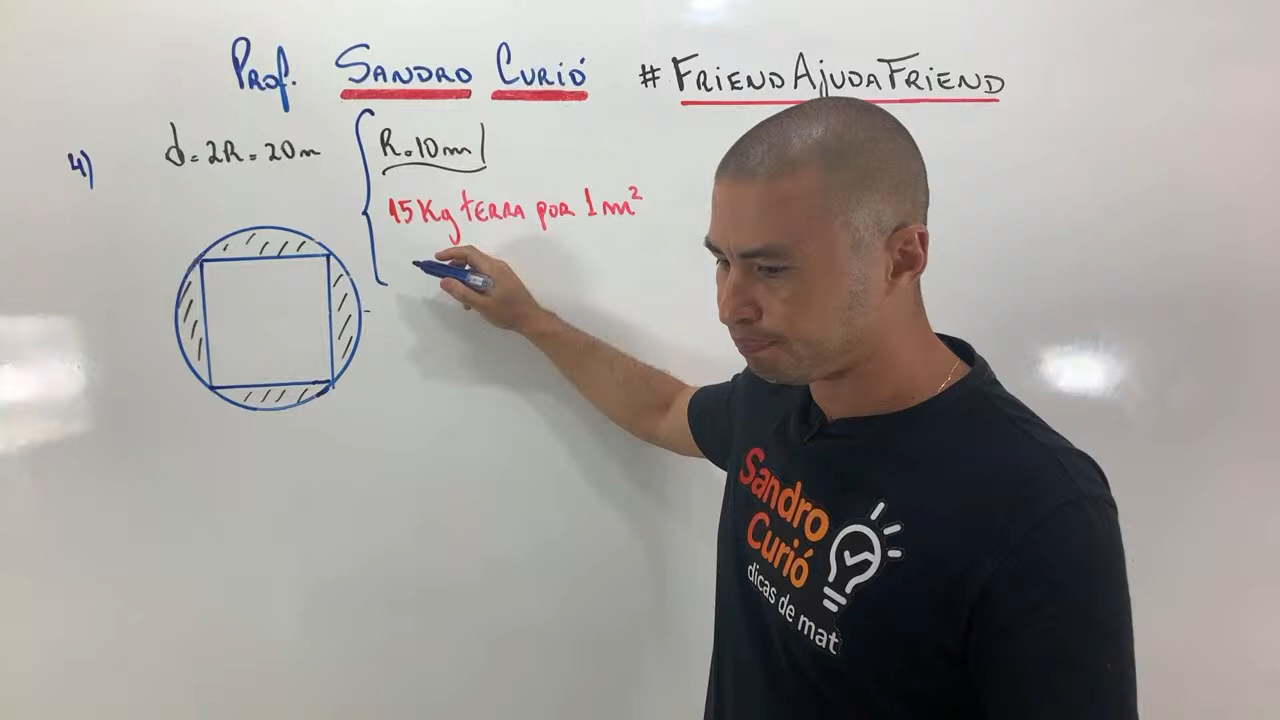 Prof. Sandro Curió #FriendAjudaFriend
4) d = 2R = 20m
R = 10m
15 Kg terra por 1 m²
Sandro
Curió
dicas de mat